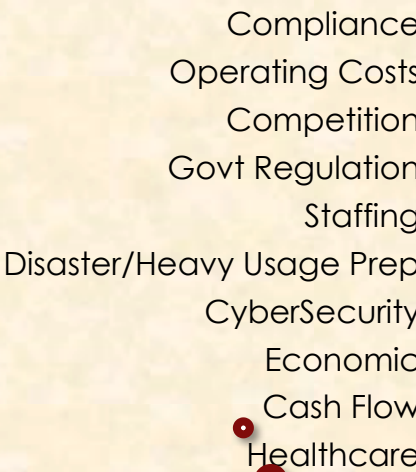 Compliance
Operating Costs
Competition
Govt Regulation
Staffing
Disaster/Heavy Usage Prep
CyberSecurity
Economic
Cash Flow
Healthcare